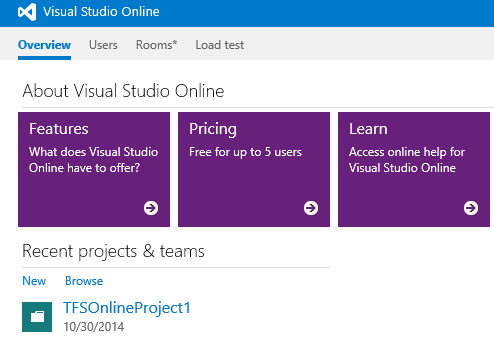 Visual Studio Online
Overview Users Rooms* Load test
About Visual Studio Online
Features
What does Visual Studio
Online have to offer?
Pricing
Free for up to 5 users
Learn
Access online help for
Visual Studio Online
Recent projects & teams
New Browse
TFSOnlineProject1
10/30/2014